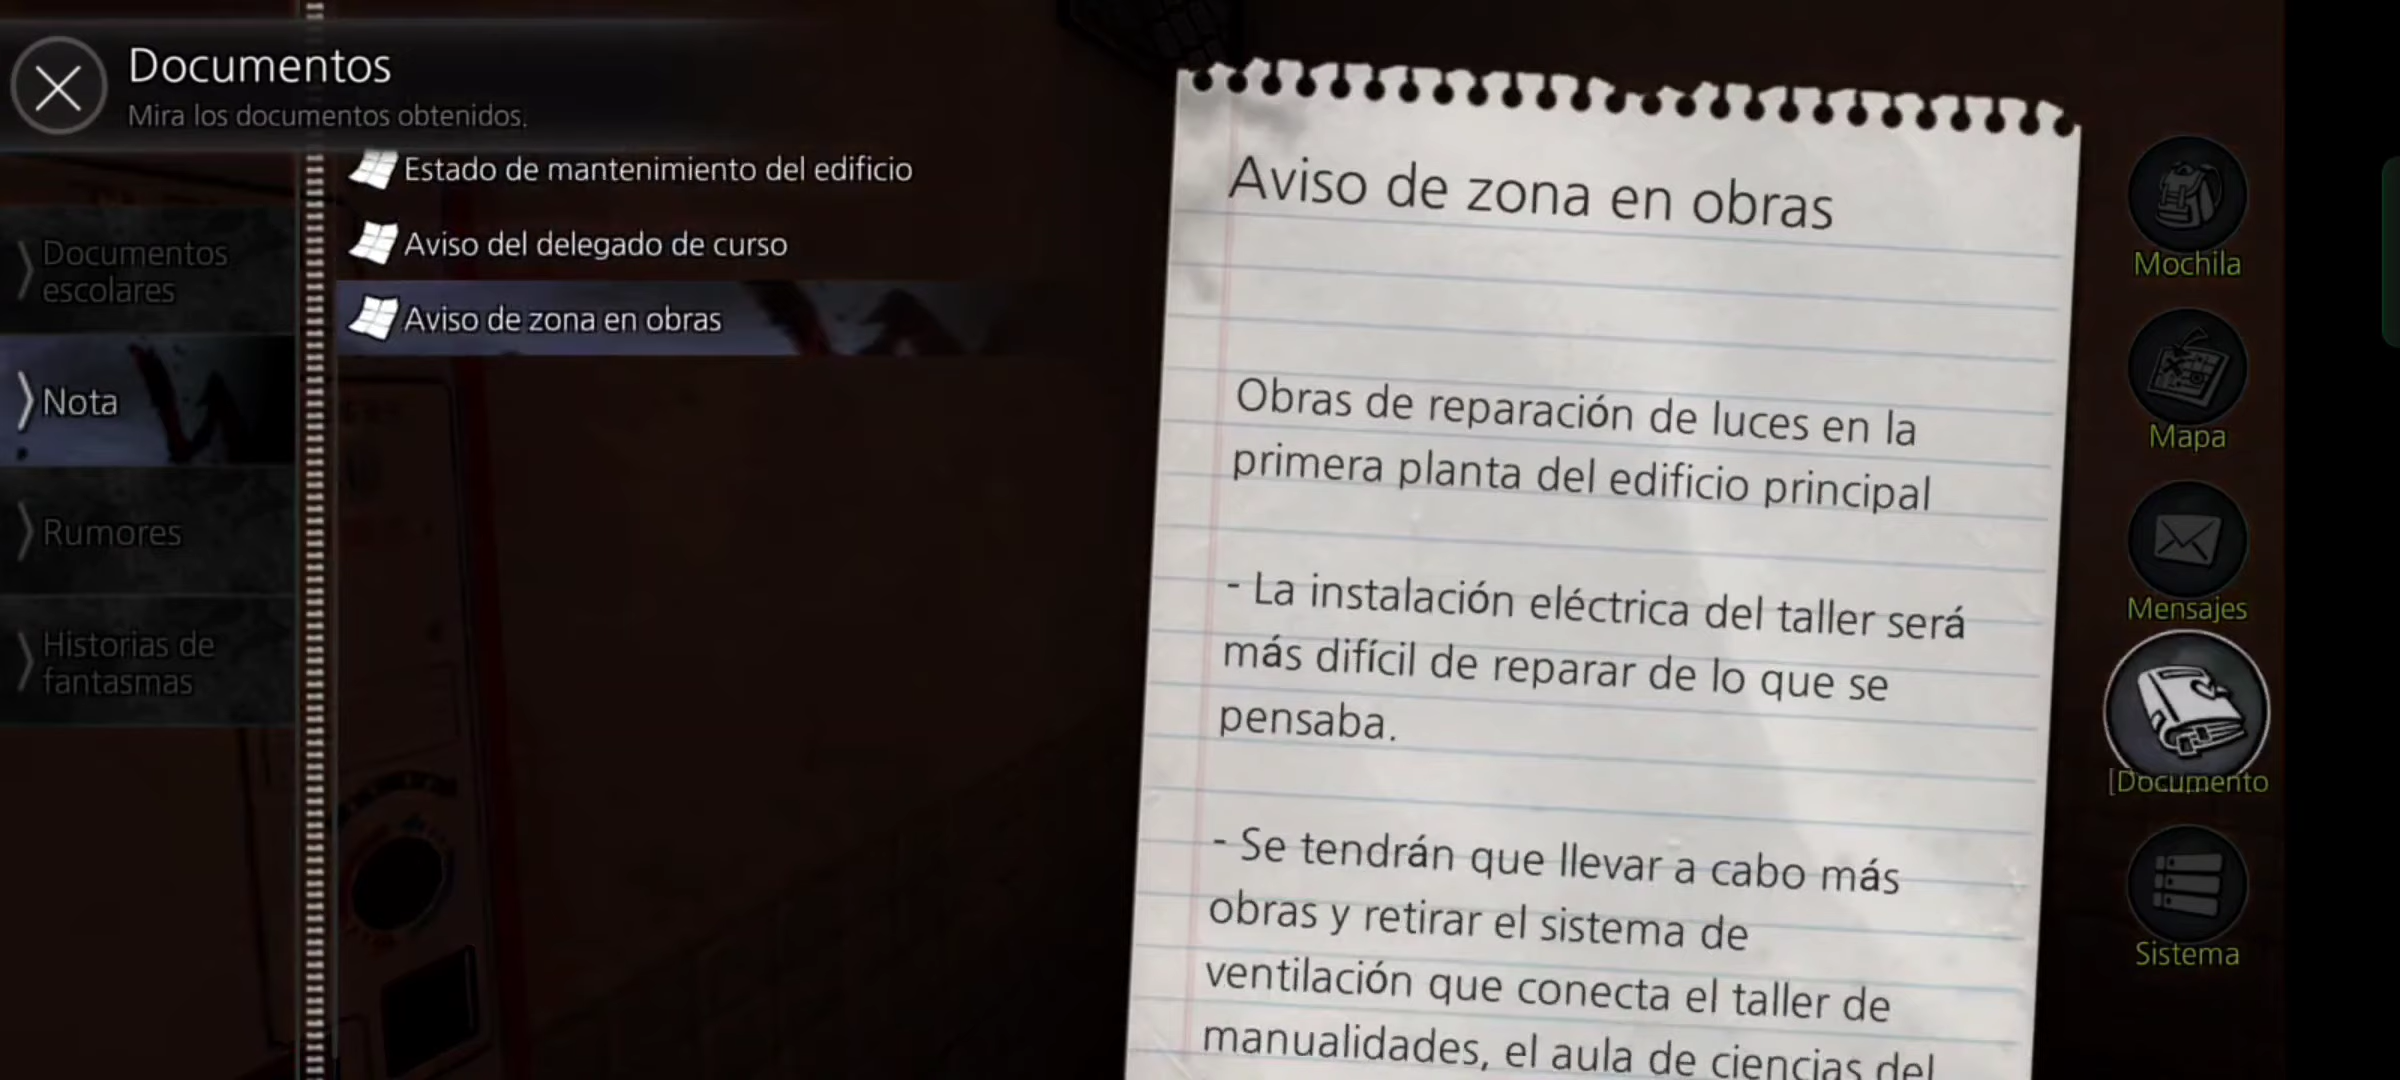 Documentos
Mira los documentos obtenidos.
Documentos
escolares
Nota
Rumores
Historias de
fantasmas
Estado de mantenimiento del edificio
Aviso del delegado de curso
Aviso de zona en obras
Aviso de zona en obras
Obras de reparación de luces en la
primera planta del edificio principal
- La instalación eléctrica del taller será
más difícil de reparar de lo que se
pensaba.
- Se tendrán que llevar a cabo más
obras y retirar el sistema de
ventilación que conecta el taller de
manualidades, el aula de ciencias del
Mochila
Mapa
Mensajes
[Documento
Sistema